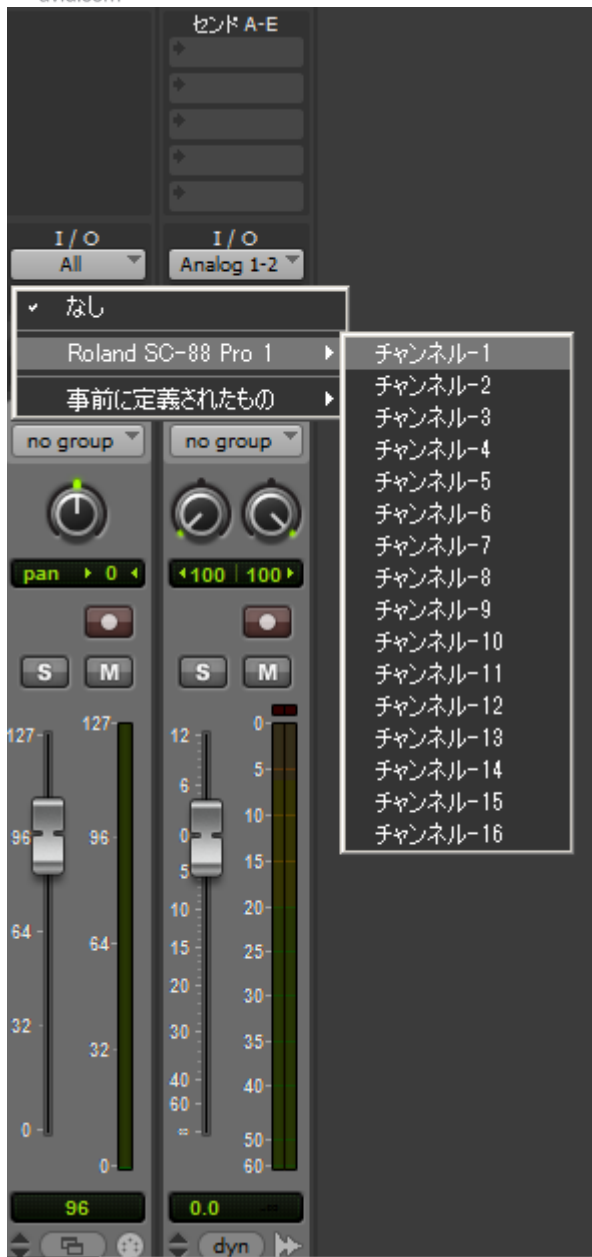 センド A-E
I/O
I/O
All
Analog 1-2
なし
Roland SC-88 Pro 1
事前に定義されたもの
チャンネル-1
チャンネル-2
チャンネル-3
チャンネル-4
チャンネル-5
チャンネル-6
チャンネル-7
チャンネル-8
チャンネル-9
チャンネル-10
チャンネル-11
チャンネル-12
チャンネル-13
チャンネル-14
チャンネル-15
チャンネル-16
no group
no group
pan 0
100 100
S M
S M
127
127
96
96
64
64
32
32
0
0
12
6
0
5
10
15
20
30
40
60
∞
0
5
10
15
20
25
30
35
40
50
60
96
0.0
dyn